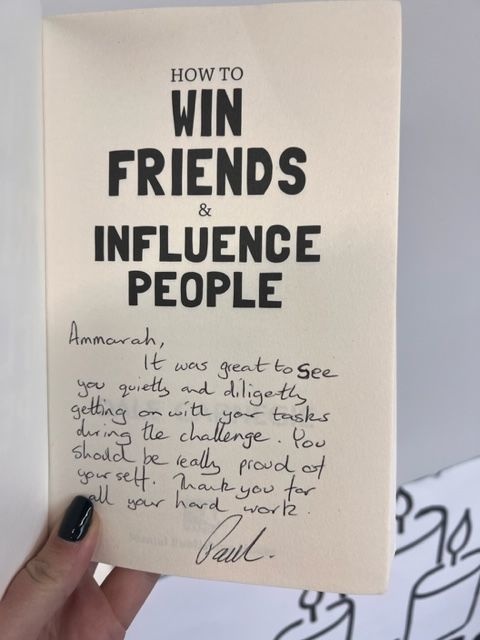 HOW TO
WIN
FRIENDS
&
INFLUENCE
PEOPLE
Ammarah,
It was great to see
you quietly and diligetly
getting on with your tasks
during the challenge. You
should be really proud of
yourself. Thank you for
all your hard work.
Paul.